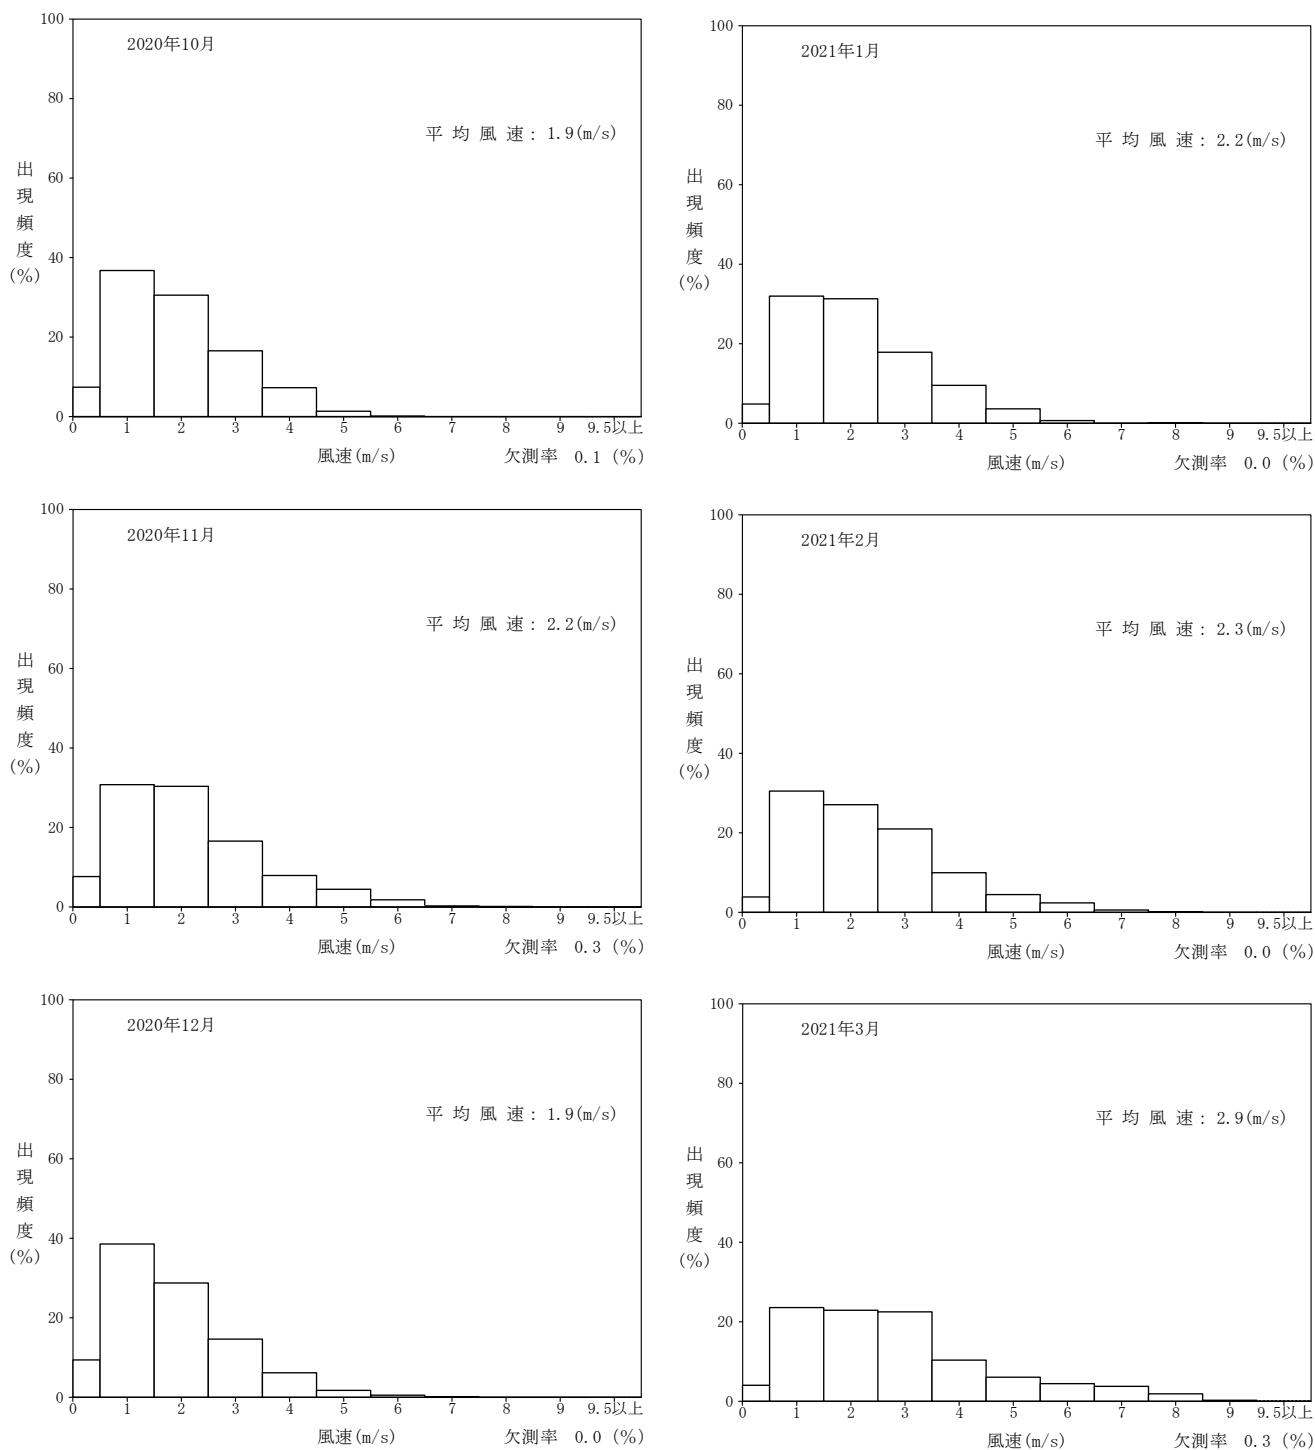 100
2020年10月
80
平均風速: 1.9(m/s)
60
出現頻度(%)
40
20
0
0 1 2 3 4 5 6 7 8 9 9.5以上
風速(m/s) 欠測率 0.1 (%)
100
2020年11月
80
平均風速: 2.2(m/s)
60
出現頻度(%)
40
20
0
0 1 2 3 4 5 6 7 8 9 9.5以上
風速(m/s) 欠測率 0.3 (%)
100
2020年12月
80
平均風速: 1.9(m/s)
60
出現頻度(%)
40
20
0
0 1 2 3 4 5 6 7 8 9 9.5以上
風速(m/s) 欠測率 0.0 (%)
100
2021年1月
80
平均風速: 2.2(m/s)
60
出現頻度(%)
40
20
0
0 1 2 3 4 5 6 7 8 9 9.5以上
風速(m/s) 欠測率 0.0 (%)
100
2021年2月
80
平均風速: 2.3(m/s)
60
出現頻度(%)
40
20
0
0 1 2 3 4 5 6 7 8 9 9.5以上
風速(m/s) 欠測率 0.0 (%)
100
2021年3月
80
平均風速: 2.9(m/s)
60
出現頻度(%)
40
20
0
0 1 2 3 4 5 6 7 8 9 9.5以上
風速(m/s) 欠測率 0.3 (%)